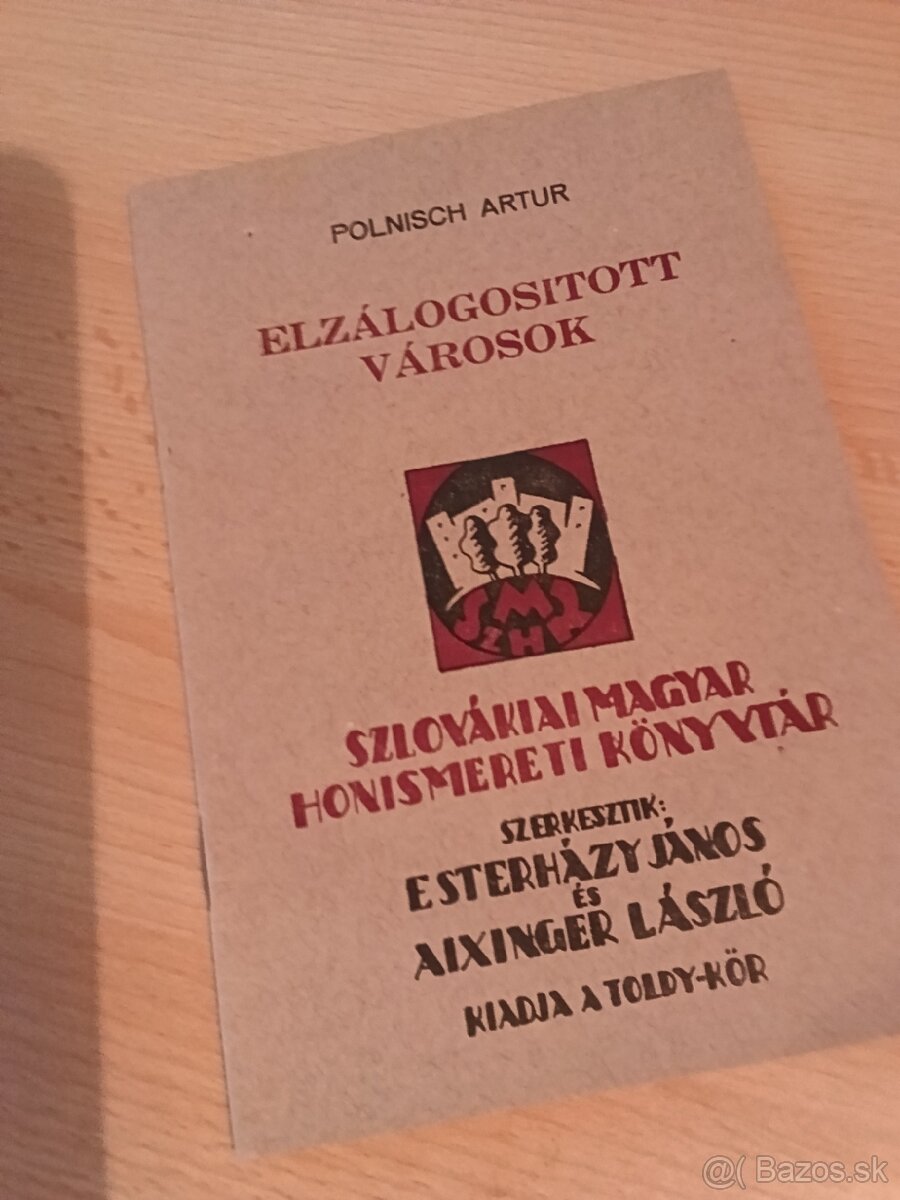 POLNISCH ARTUR
ELZÁLOGOSITOTT
VÁROSOK
SZMHK
SZLOVÁKIAI MAGYAR
HONISMERETI KÖNYVTÁR
SZERKESZTIK:
ESTERHÁZY JÁNOS
ÉS
AIXINGER LÁSZLÓ
KIADJA A TOLDY-KÖR
@( Bazos.sk